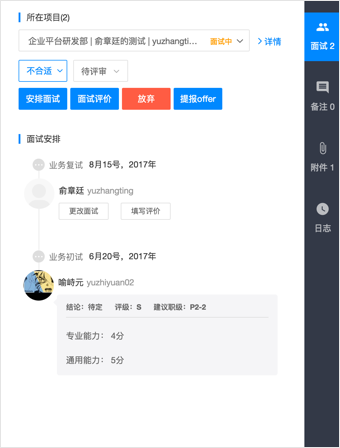 所在项目(2)
企业平台研发部 | 俞章廷的测试 | yuzhangti... 面试中 详情
不合适 待评审
安排面试 面试评价 放弃 提报offer
面试安排
业务复试 8月15号，2017年
俞章廷 yuzhangting
更改面试 填写评价
业务初试 6月20号，2017年
喻峙元 yuzhiyuan02
结论：待定 评级：S 建议职级：P2-2
专业能力： 4分
通用能力： 5分
面试 2
备注 0
附件 1
日志